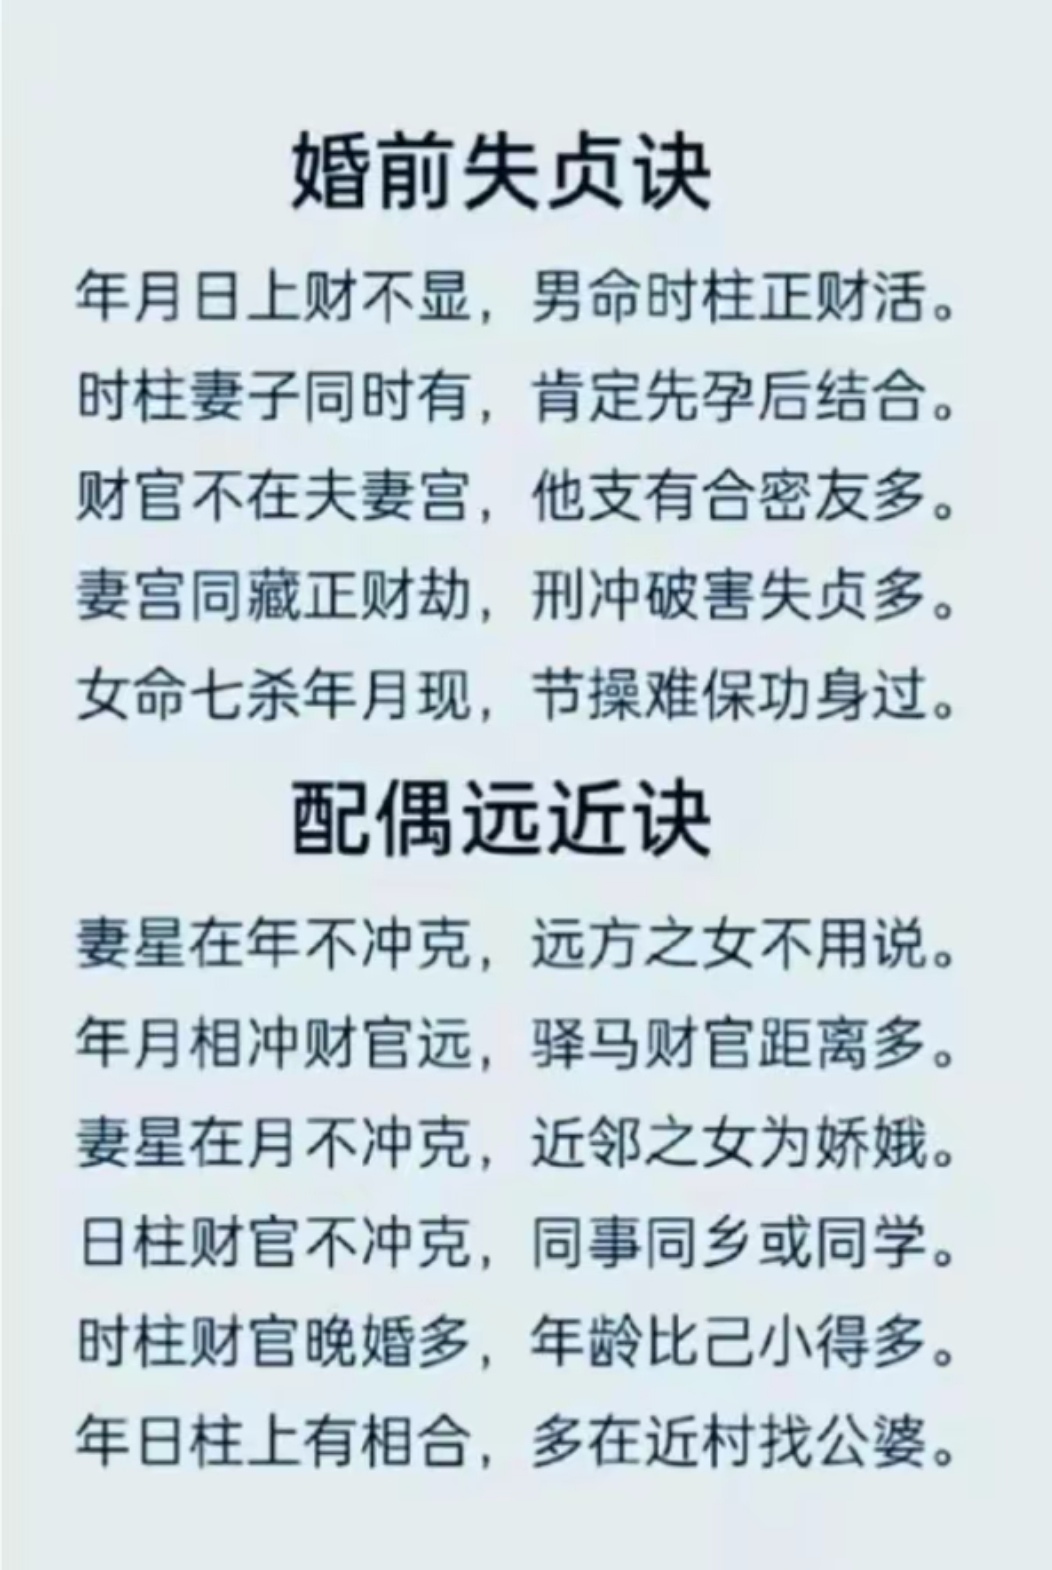 婚前失贞诀
年月日上财不显，男命时柱正财活。
时柱妻子同时有，肯定先孕后结合。
财官不在夫妻宫，他支有合密友多。
妻宫同藏正财劫，刑冲破害失贞多。
女命七杀年月现，节操难保功身过。
配偶远近诀
妻星在年不冲克，远方之女不用说。
年月相冲财官远，驿马财官距离多。
妻星在月不冲克，近邻之女为娇娥。
日柱财官不冲克，同事同乡或同学。
时柱财官晚婚多，年龄比己小得多。
年日柱上有相合，多在近村找公婆。